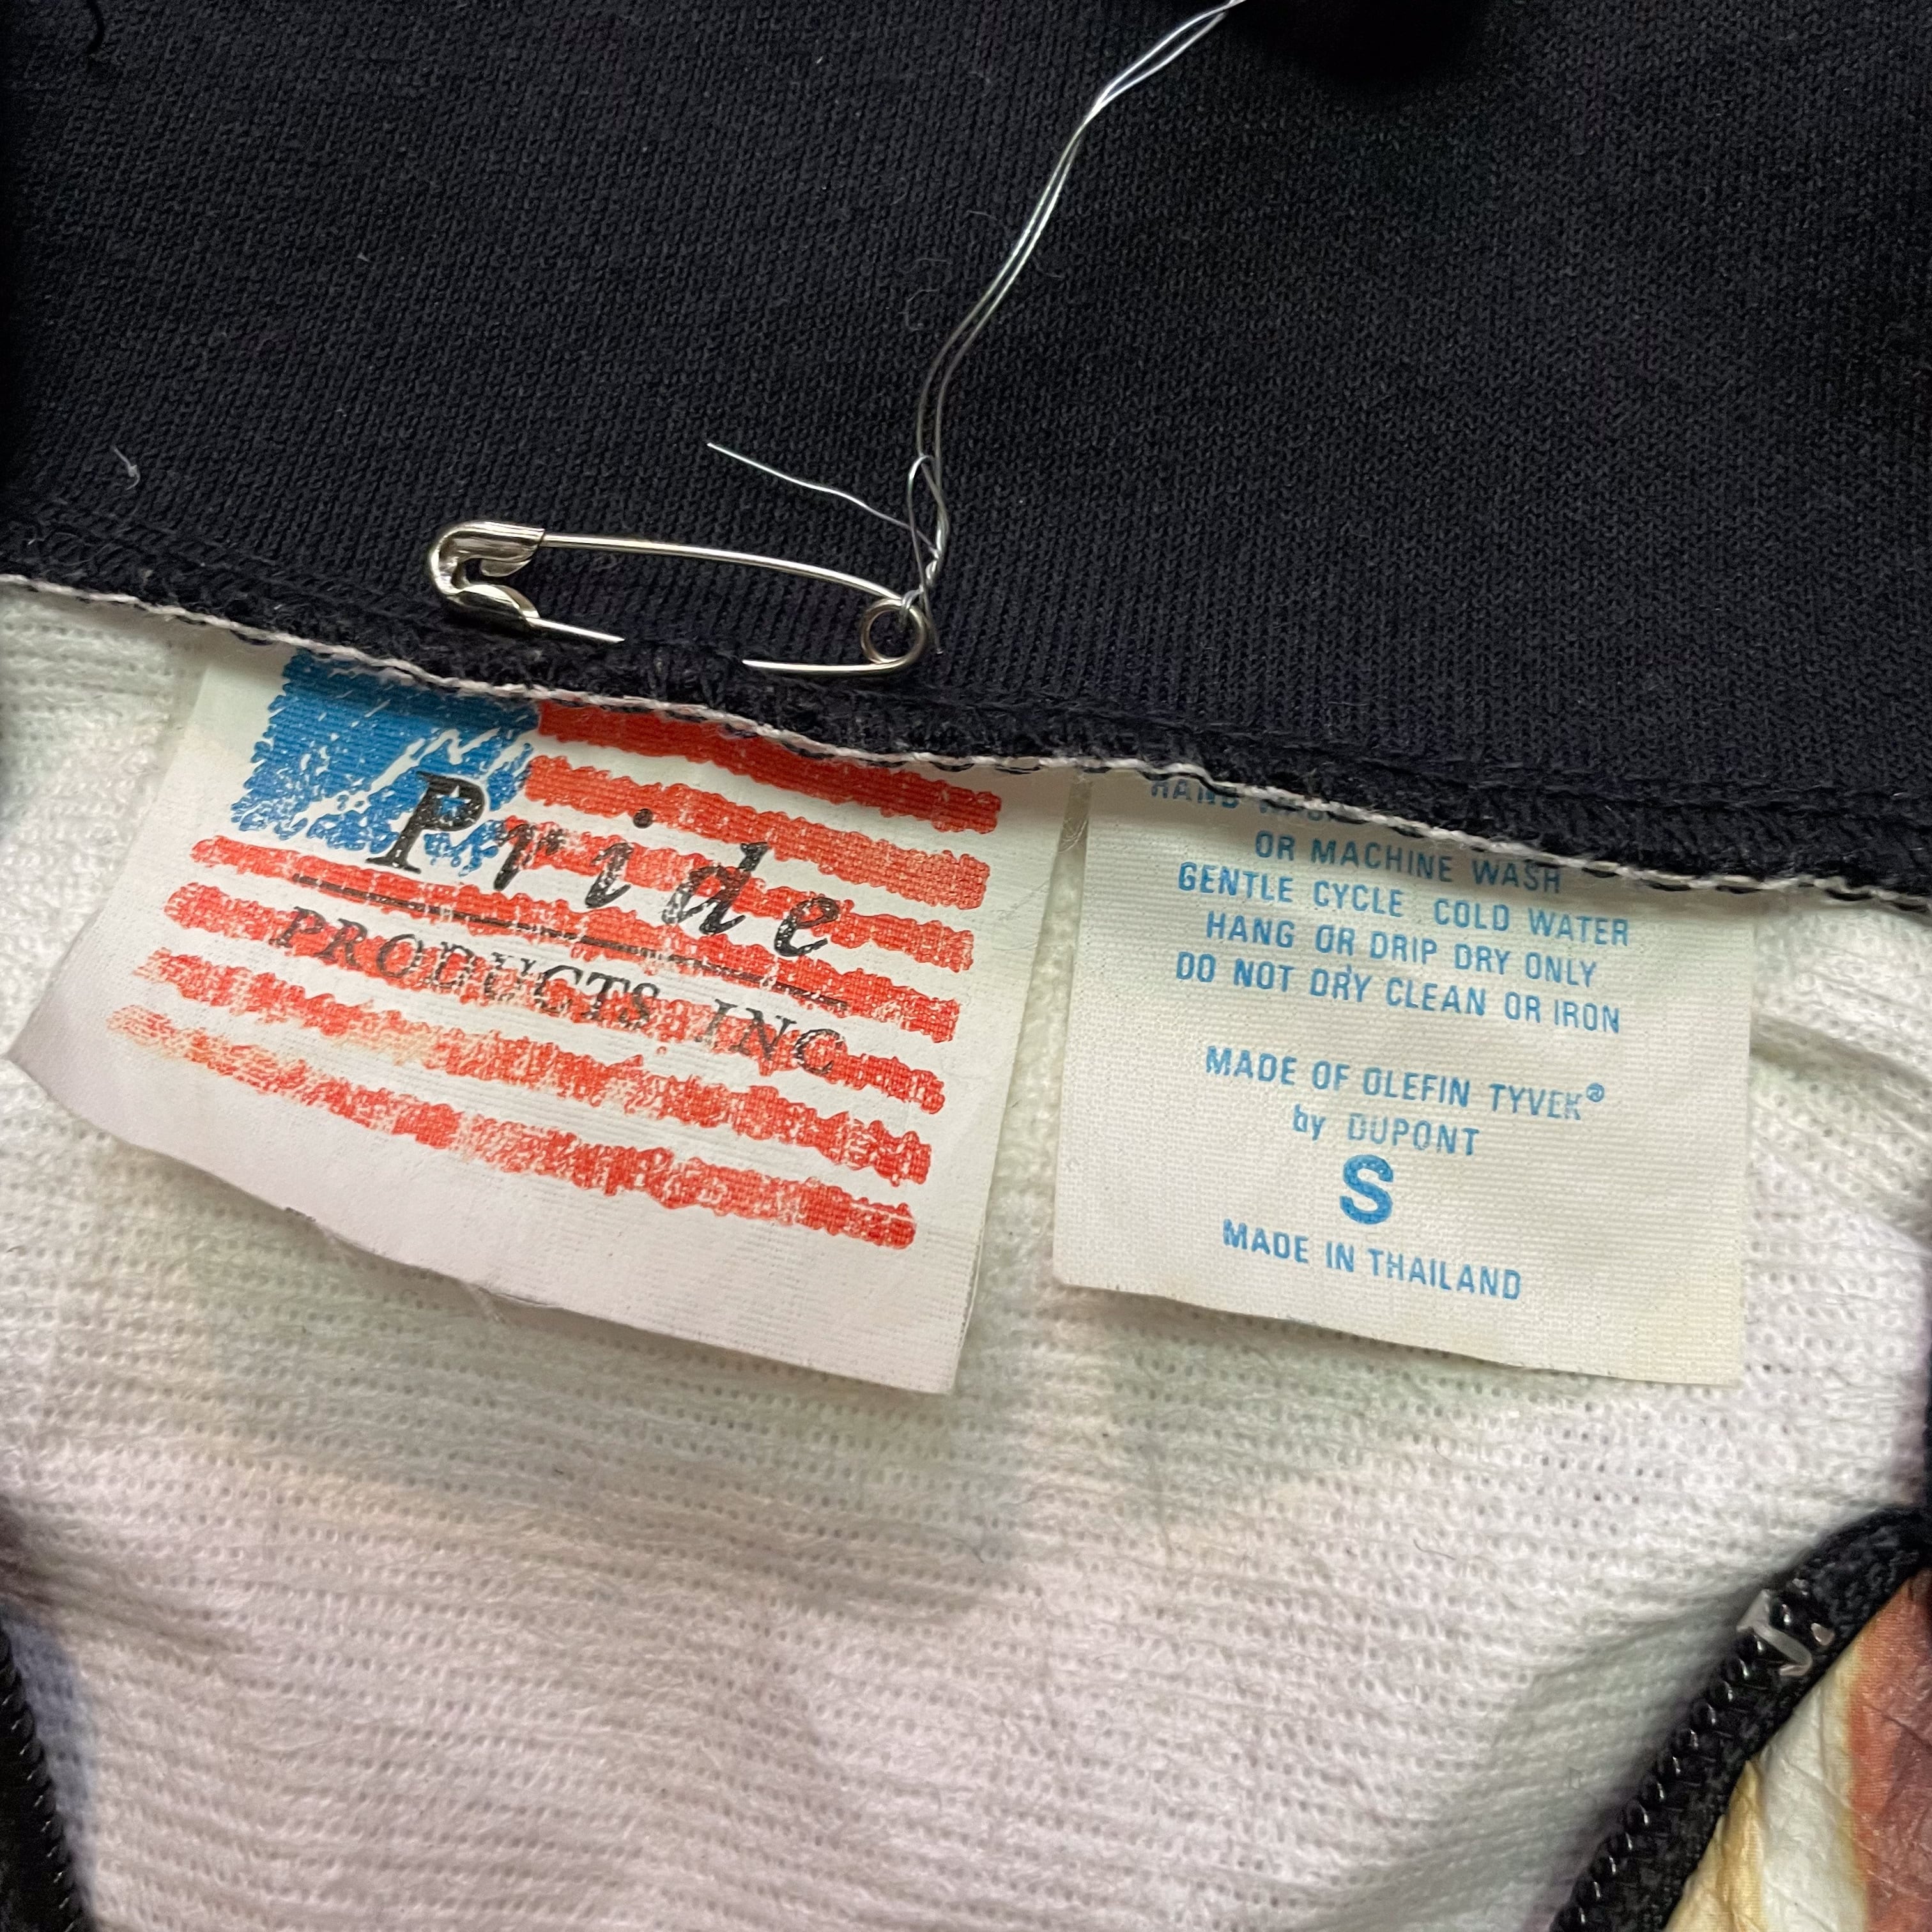 Pride
PRODUCTS INC
HAND
OR MACHINE WASH
GENTLE CYCLE COLD WATER
HANG OR DRIP DRY ONLY
DO NOT DRY CLEAN OR IRON
MADE OF OLEFIN TYVEK®
by DUPONT
S
MADE IN THAILAND